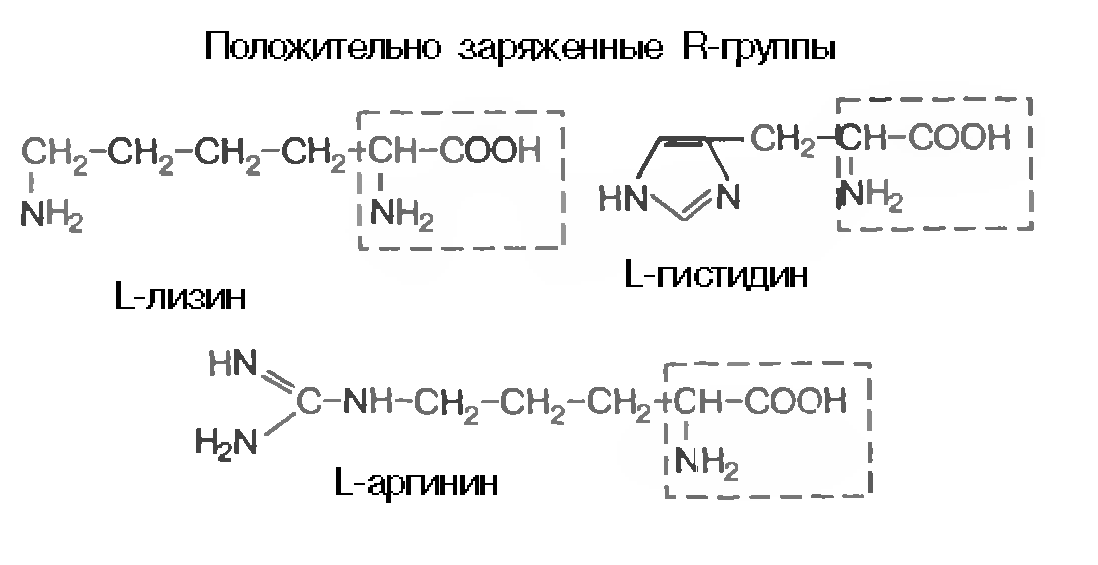 Положительно заряженные R-группы
CH₂–CH₂–CH₂–CH₂–CH–COOH
NH₂ NH₂
L-лизин
CH₂–CH–COOH
HN N NH₂
L-гистидин
HN
C–NH–CH₂–CH₂–CH₂–CH–COOH
H₂N NH₂
L-аргинин